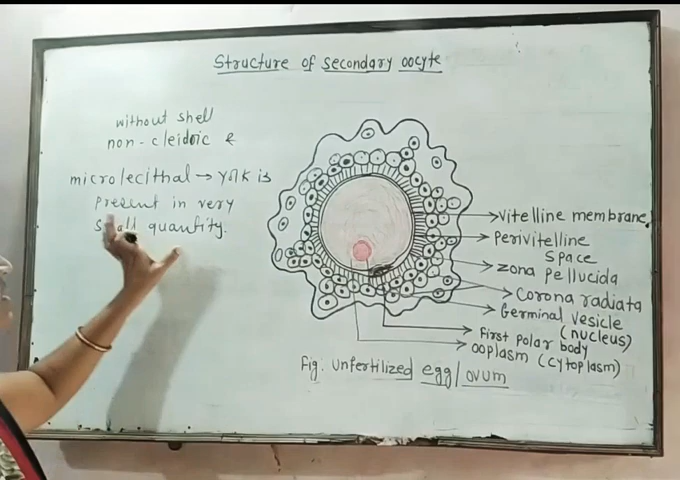 Structure of secondary oocyte
without shell
non-cleidoic &
microlecithal → yolk is
present in very
small quantity.
vitelline membrane
perivitelline
space
zona pellucida
corona radiata
Germinal vesicle
(nucleus)
First polar body
ooplasm (cytoplasm)
Fig: unfertilized egg/ovum